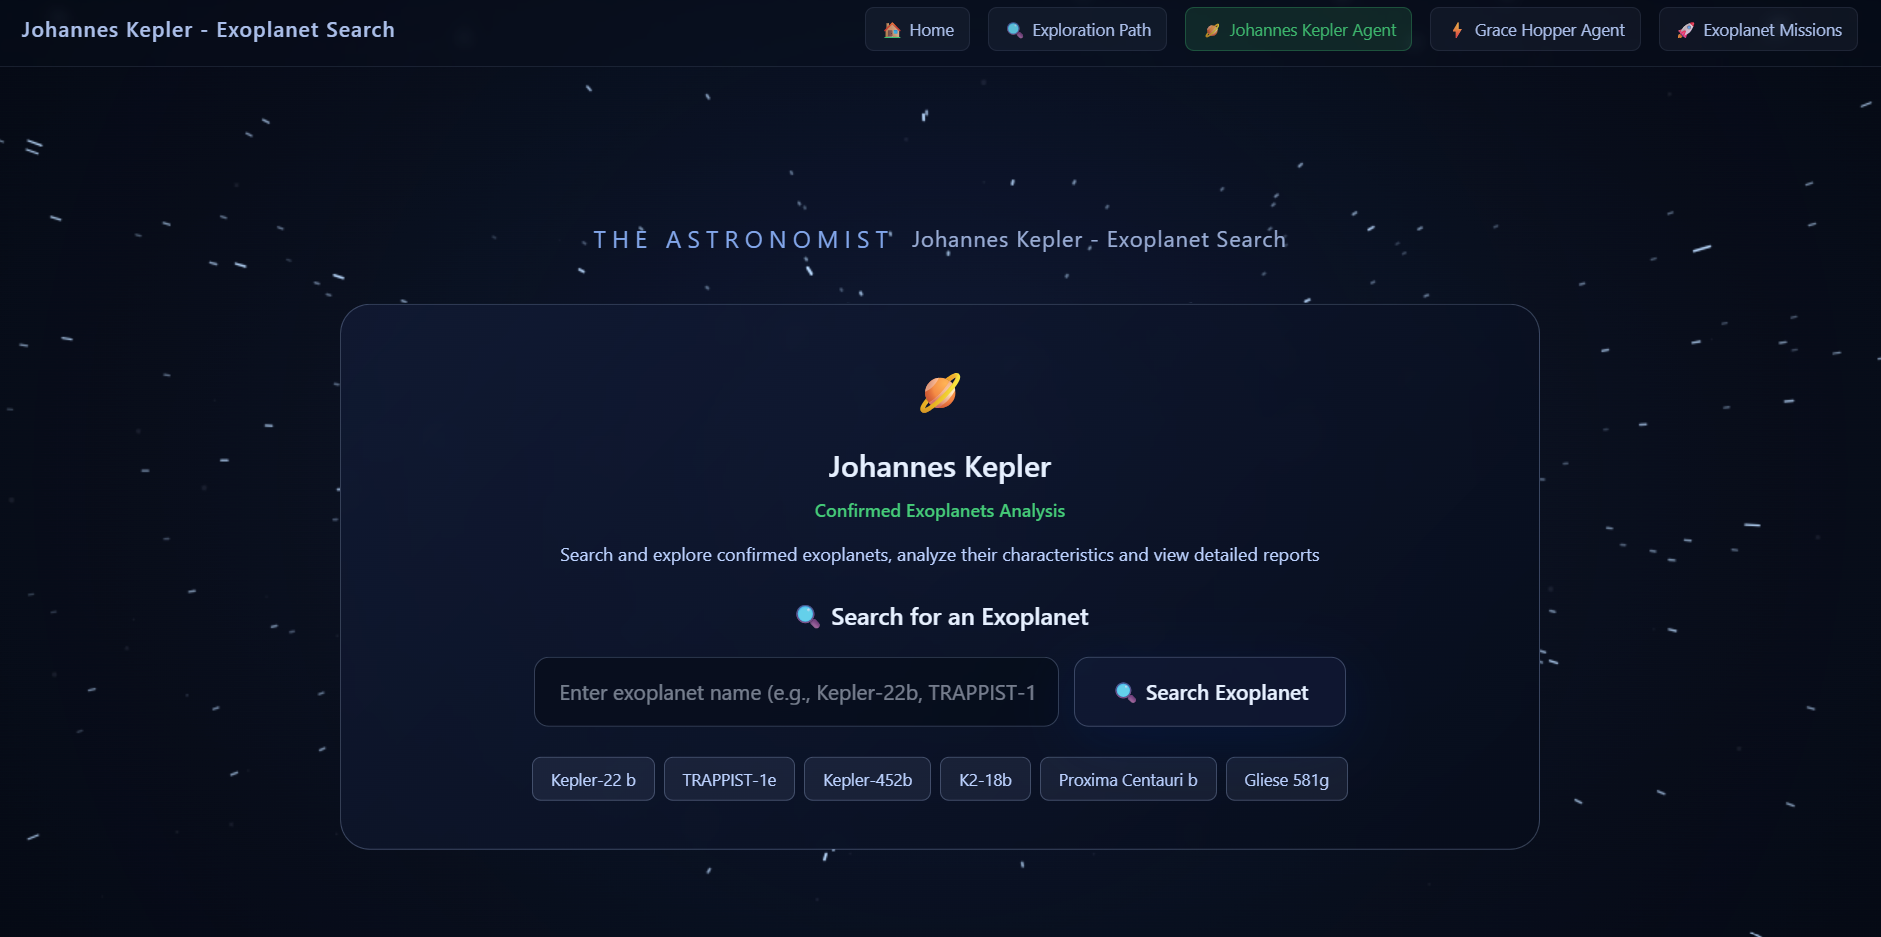 Johannes Kepler - Exoplanet Search
Home
Exploration Path
Johannes Kepler Agent
Grace Hopper Agent
Exoplanet Missions
THE ASTRONOMIST Johannes Kepler - Exoplanet Search
Johannes Kepler
Confirmed Exoplanets Analysis
Search and explore confirmed exoplanets, analyze their characteristics and view detailed reports
Search for an Exoplanet
Enter exoplanet name (e.g., Kepler-22b, TRAPPIST-1
Search Exoplanet
Kepler-22 b
TRAPPIST-1e
Kepler-452b
K2-18b
Proxima Centauri b
Gliese 581g